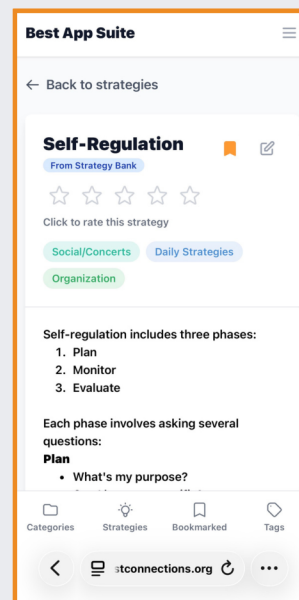 Best App Suite
← Back to strategies
Self-Regulation
From Strategy Bank
Click to rate this strategy
Social/Concerts Daily Strategies
Organization
Self-regulation includes three phases:
1. Plan
2. Monitor
3. Evaluate
Each phase involves asking several
questions:
Plan
• What's my purpose?
Categories Strategies Bookmarked Tags
stconnections.org